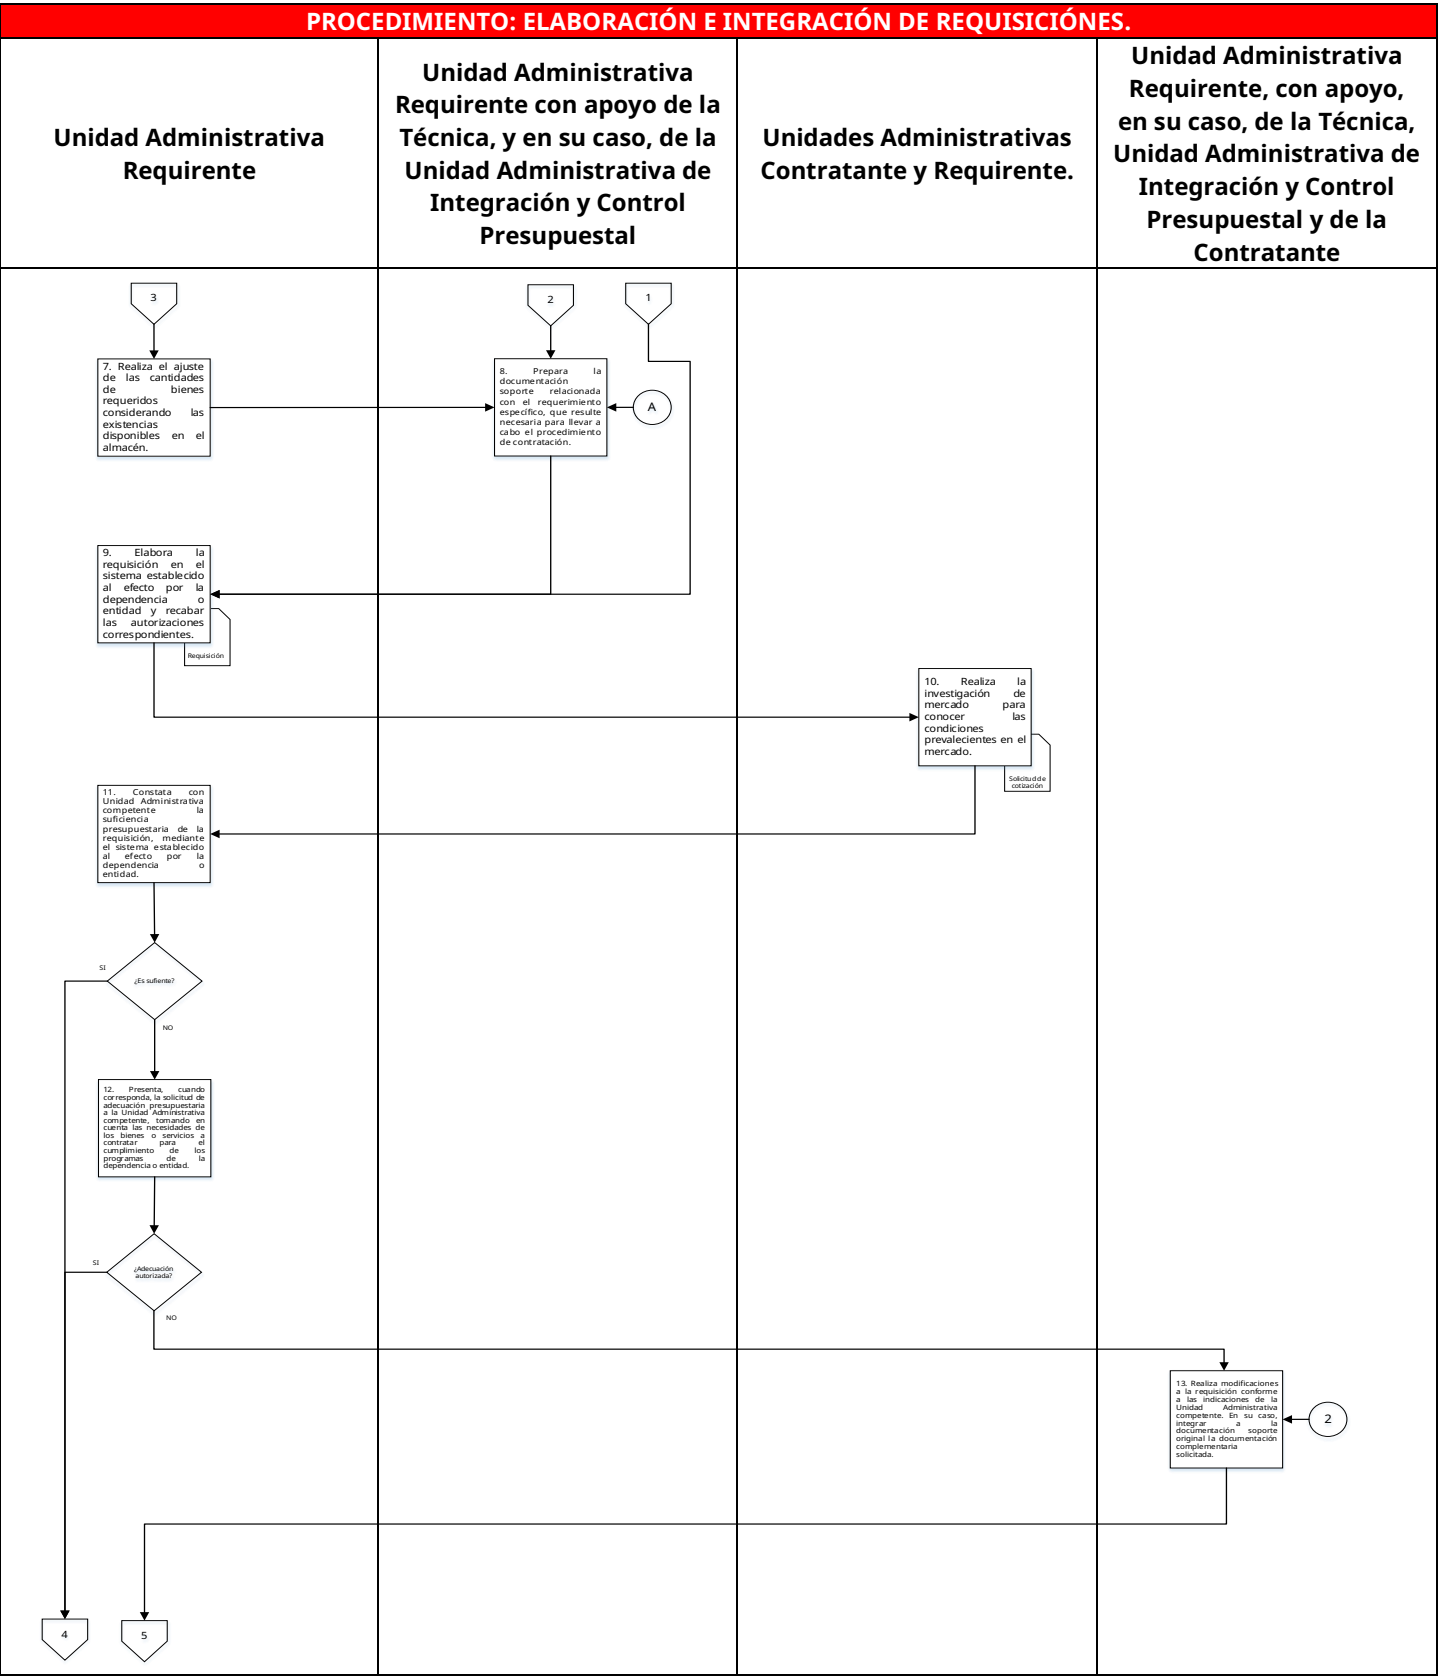 PROCEDIMIENTO: ELABORACIÓN E INTEGRACIÓN DE REQUISICIÓNES.
Unidad Administrativa
Requirente
Unidad Administrativa
Requirente con apoyo de la
Técnica, y en su caso, de la
Unidad Administrativa de
Integración y Control
Presupuestal
Unidades Administrativas
Contratante y Requirente.
Unidad Administrativa
Requirente, con apoyo,
en su caso, de la Técnica,
Unidad Administrativa de
Integración y Control
Presupuestal y de la
Contratante
3
2
1
7. Realiza el ajuste
de las cantidades
de bienes
requeridos
considerando las
existencias
disponibles en el
almacén.
8. Prepara la
documentación
soporte relacionada
con el requerimiento
específico, que resulte
necesaria para llevar a
cabo el procedimiento
de contratación.
A
9. Elabora la
requisición en el
sistema establecido
al efecto por la
dependencia o
entidad y recabar
las autorizaciones
correspondientes.
Requisición
10. Realiza la
investigación de
mercado para
conocer las
condiciones
prevalecientes en el
mercado.
Solicitud de
cotización
11. Constata con
Unidad Administrativa
competente la
suficiencia
presupuestaria de la
requisición, mediante
el sistema establecido
al efecto por la
dependencia o
entidad.
SI
¿Es sufiente?
NO
12. Presenta, cuando
corresponda, la solicitud de
adecuación presupuestaria
a la Unidad Administrativa
competente, tomando en
cuenta las necesidades de
los bienes o servicios a
contratar para el
cumplimiento de los
programas de la
dependencia o entidad.
SI
¿Adecuación
autorizada?
NO
13. Realiza modificaciones
a la requisición conforme
a las indicaciones de la
Unidad Administrativa
competente. En su caso,
integrar a la
documentación soporte
original la documentación
complementaria
solicitada.
2
4
5